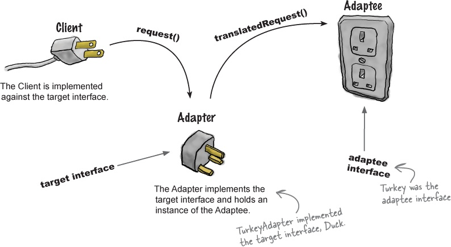 Client
request()
translatedRequest()
Adaptee
The Client is implemented
against the target interface.
Adapter
target interface
The Adapter implements the
target interface and holds an
instance of the Adaptee.
adaptee
interface
Turkey was the
adaptee interface
TurkeyAdapter implemented
the target interface, Duck.